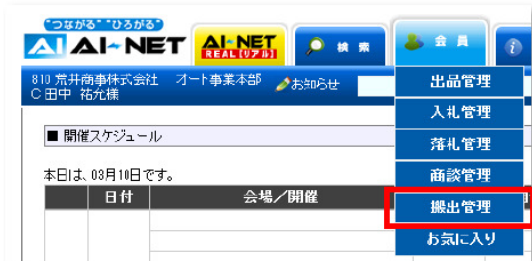 "つながる" "ひろがる"
AI AI-NET
AI-NET
REAL(リアル)
検索
会員
i
810 荒井商事株式会社 オート事業本部 お知らせ
C 田中 祐允様
出品管理
入札管理
落札管理
商談管理
搬出管理
お気に入り
■ 開催スケジュール
本日は、03月10日です。
日付 会場/開催